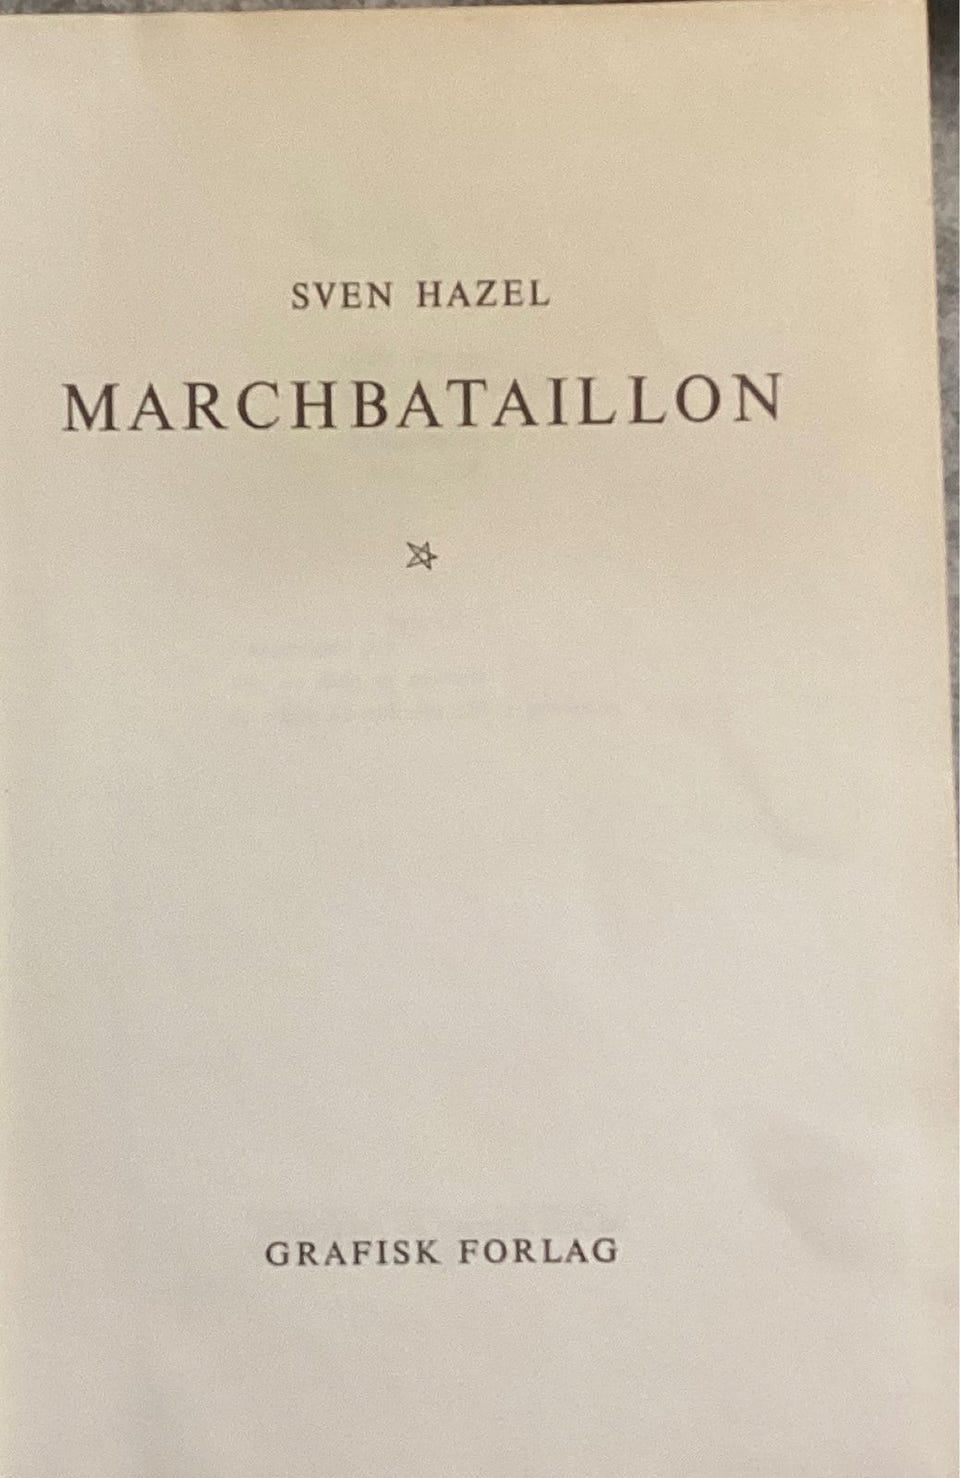 SVEN HAZEL
MARCHBATAILLON
GRAFISK FORLAG